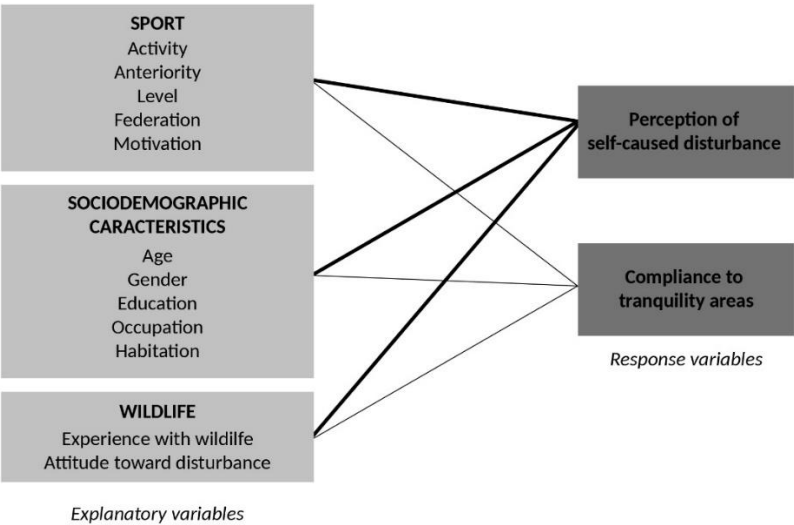 SPORT
Activity
Anteriority
Level
Federation
Motivation
SOCIODEMOGRAPHIC
CARACTERISTICS
Age
Gender
Education
Occupation
Habitation
WILDLIFE
Experience with wildilfe
Attitude toward disturbance
Explanatory variables
Perception of
self-caused disturbance
Compliance to
tranquility areas
Response variables